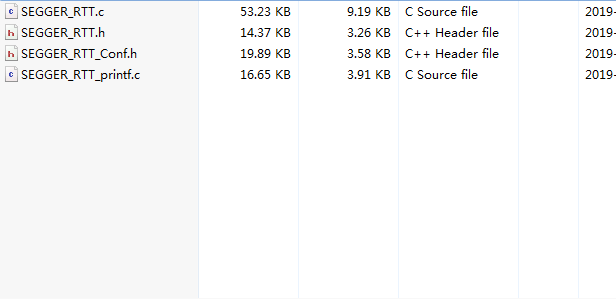 SEGGER_RTT.c 53.23 KB 9.19 KB C Source file 2019-
SEGGER_RTT.h 14.37 KB 3.26 KB C++ Header file 2019-
SEGGER_RTT_Conf.h 19.89 KB 3.58 KB C++ Header file 2019-
SEGGER_RTT_printf.c 16.65 KB 3.91 KB C Source file 2019-